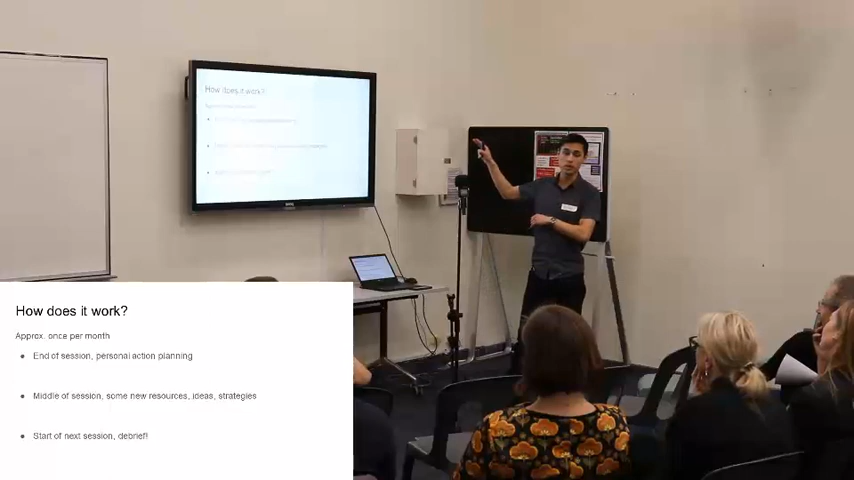 How does it work?
How does it work?
Approx. once per month
End of session, personal action planning
Middle of session, some new resources, ideas, strategies
Start of next session, debrief!